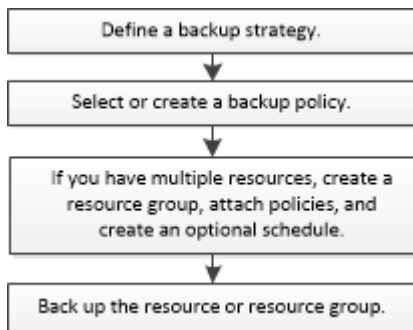 Define a backup strategy.
Select or create a backup policy.
If you have multiple resources, create a
resource group, attach policies, and
create an optional schedule.
Back up the resource or resource group.